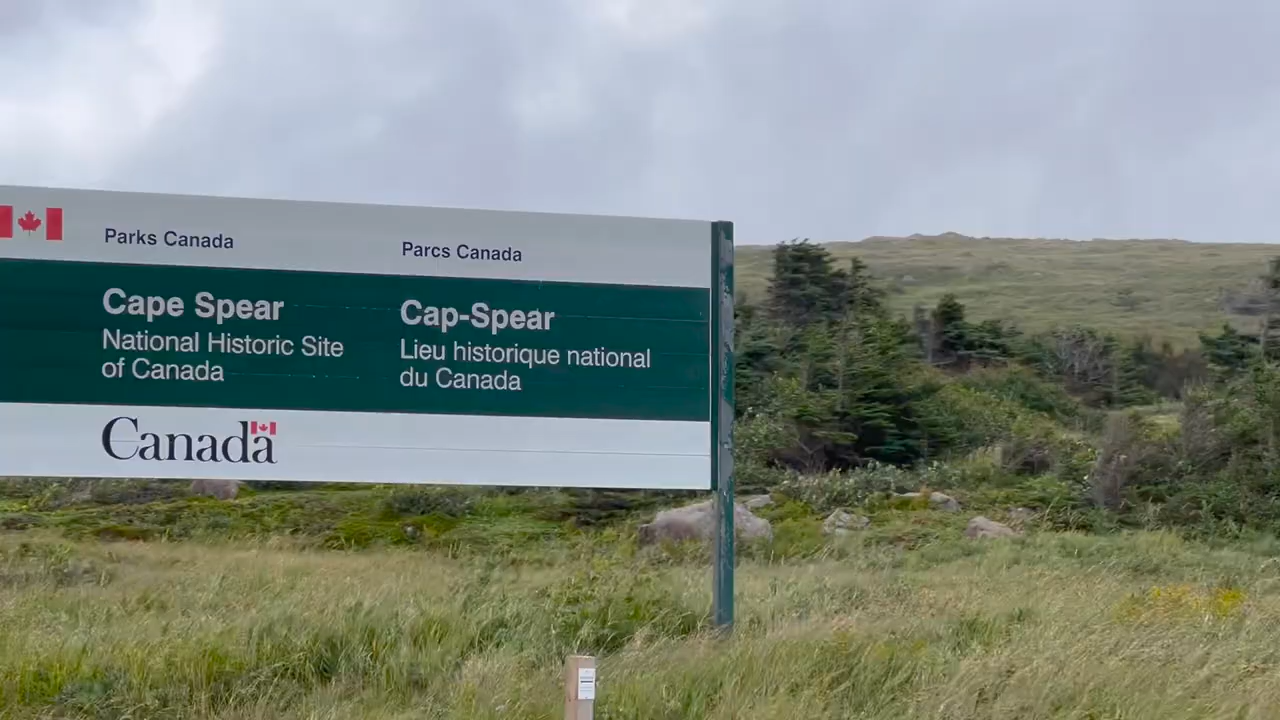 Parks Canada
Parcs Canada
Cape Spear
National Historic Site
of Canada
Cap-Spear
Lieu historique national
du Canada
Canada